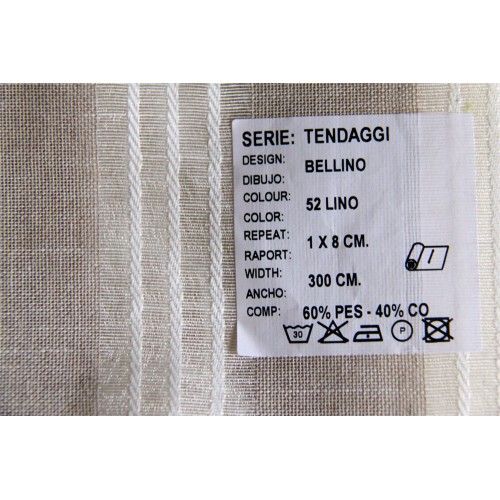 SERIE: TENDAGGI
DESIGN:
DIBUJO: BELLINO
COLOUR:
COLOR: 52 LINO
REPEAT:
RAPORT: 1 X 8 CM.
WIDTH:
ANCHO: 300 CM.
COMP: 60% PES - 40% CO
30 P